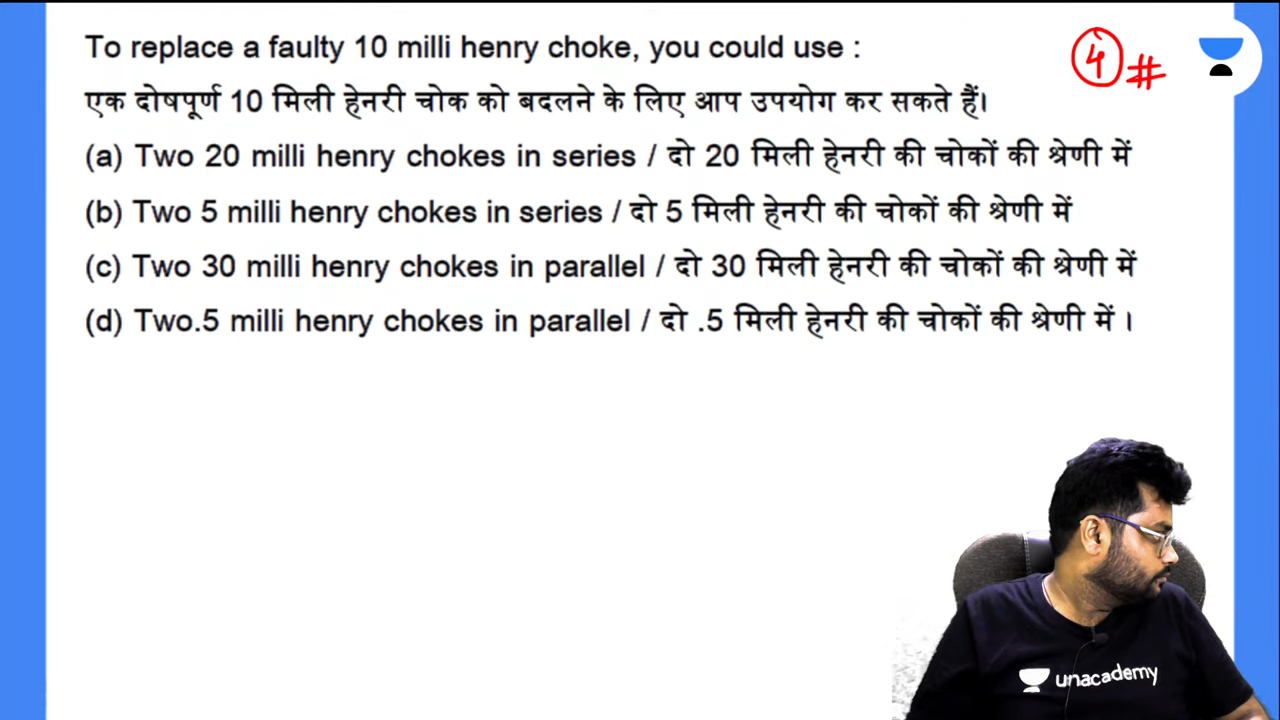 To replace a faulty 10 milli henry choke, you could use :
4 #
एक दोषपूर्ण 10 मिली हेनरी चोक को बदलने के लिए आप उपयोग कर सकते हैं।
(a) Two 20 milli henry chokes in series / दो 20 मिली हेनरी की चोकों की श्रेणी में
(b) Two 5 milli henry chokes in series / दो 5 मिली हेनरी की चोकों की श्रेणी में
(c) Two 30 milli henry chokes in parallel / दो 30 मिली हेनरी की चोकों की श्रेणी में
(d) Two.5 milli henry chokes in parallel / दो .5 मिली हेनरी की चोकों की श्रेणी में ।
unacademy